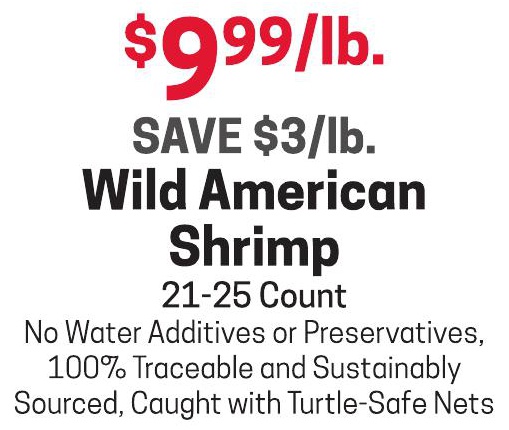 $9.99/lb.
SAVE $3/lb.
Wild American
Shrimp
21-25 Count
No Water Additives or Preservatives,
100% Traceable and Sustainably
Sourced, Caught with Turtle-Safe Nets